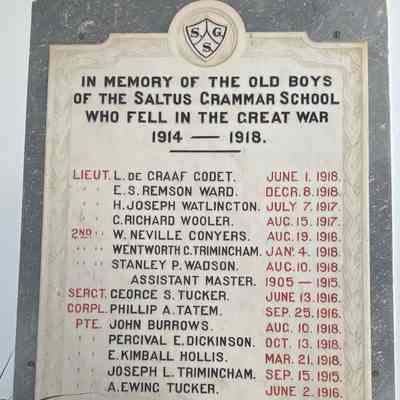 S G S
IN MEMORY OF THE OLD BOYS
OF THE SALTUS GRAMMAR SCHOOL
WHO FELL IN THE GREAT WAR
1914 — 1918.
LIEUT. L. DE GRAAF GODET. JUNE 1. 1918.
" " E. S. REMSON WARD. DECR. 8. 1918.
" " H. JOSEPH WATLINGTON. JULY 7. 1917.
" " G. RICHARD WOOLER. AUG. 15. 1917.
2ND " " W. NEVILLE CONYERS. AUG. 19. 1916.
" " WENTWORTH C. TRIMINGHAM. JANY. 4. 1918.
" " STANLEY P. WADSON. AUG. 10. 1918.
ASSISTANT MASTER. 1905 — 1915.
SERGT. GEORGE S. TUCKER. JUNE 13. 1916.
CORPL. PHILLIP A. TATEM. SEP. 25. 1916.
PTE. JOHN BURROWS. AUG. 10. 1918.
" " PERCIVAL E. DICKINSON. OCT. 13. 1918.
" " E. KIMBALL HOLLIS. MAR. 21. 1918.
" " JOSEPH L. TRIMINGHAM. SEP. 15. 1915.
" " A. EWING TUCKER. JUNE 2. 1916.